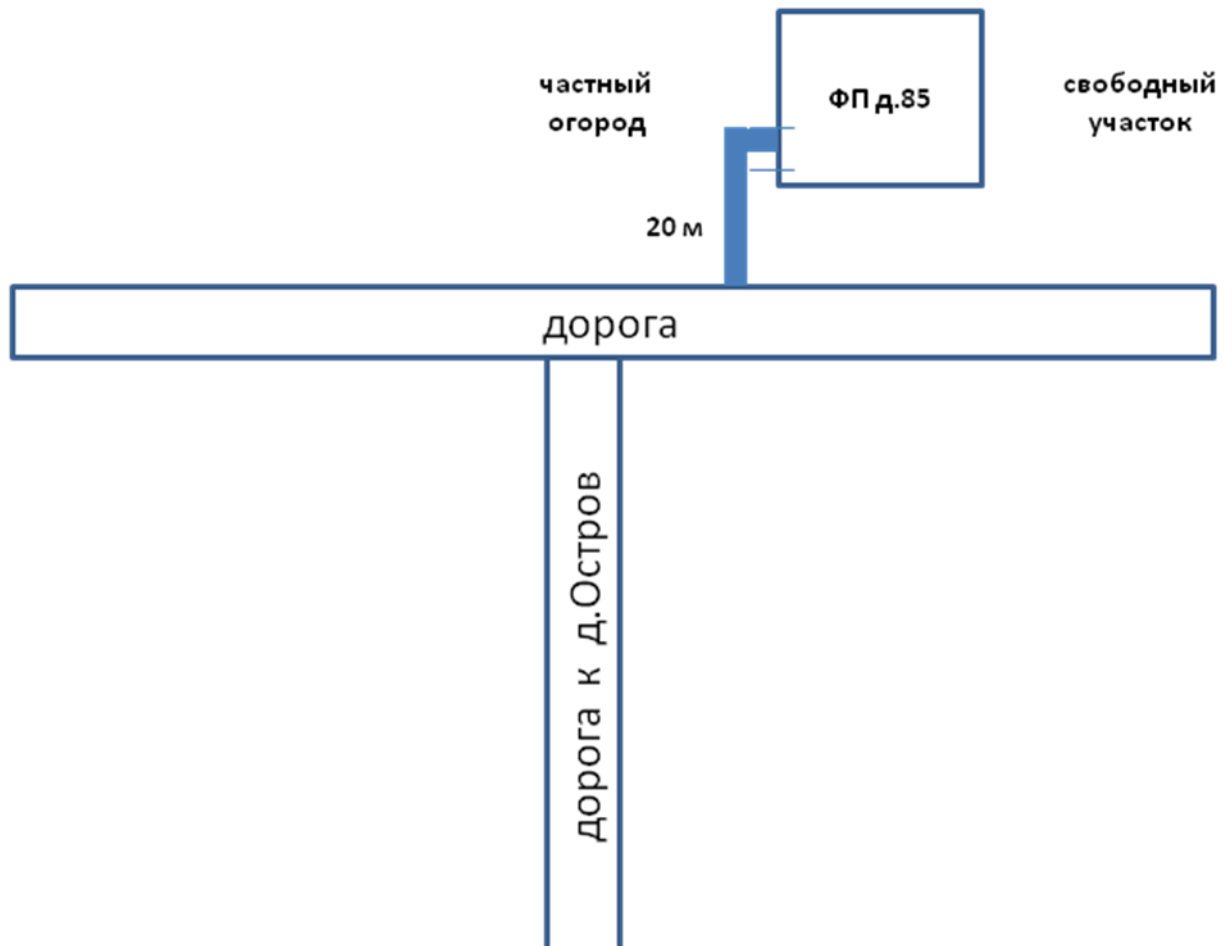 частный
огород
ФП д.85
свободный
участок
20 м
дорога
дорога к д.Остров